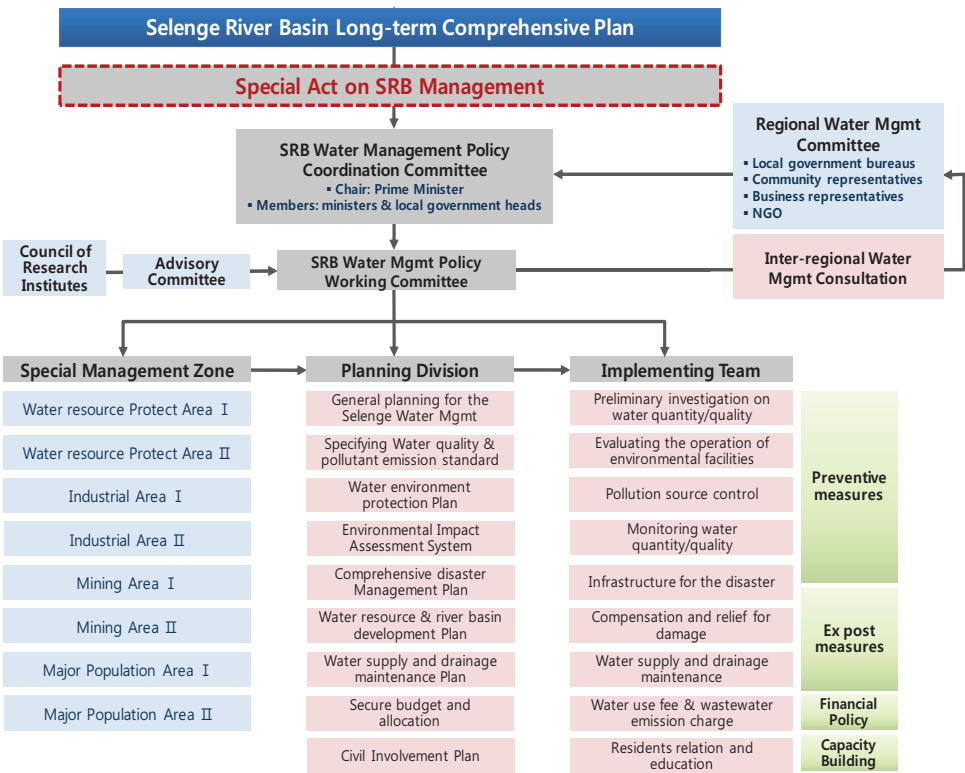 Selenge River Basin Long-term Comprehensive Plan
Special Act on SRB Management
SRB Water Management Policy
Coordination Committee
▪ Chair: Prime Minister
▪ Members: ministers & local government heads
Regional Water Mgmt
Committee
▪ Local government bureaus
▪ Community representatives
▪ Business representatives
▪ NGO
Council of
Research
Institutes
Advisory
Committee
SRB Water Mgmt Policy
Working Committee
Inter-regional Water
Mgmt Consultation
Special Management Zone
Water resource Protect Area Ⅰ
Water resource Protect Area Ⅱ
Industrial Area Ⅰ
Industrial Area Ⅱ
Mining Area Ⅰ
Mining Area Ⅱ
Major Population Area Ⅰ
Major Population Area Ⅱ
Planning Division
General planning for the
Selenge Water Mgmt
Specifying Water quality &
pollutant emission standard
Water environment
protection Plan
Environmental Impact
Assessment System
Comprehensive disaster
Management Plan
Water resource & river basin
development Plan
Water supply and drainage
maintenance Plan
Secure budget and
allocation
Civil Involvement Plan
Implementing Team
Preliminary investigation on
water quantity/quality
Evaluating the operation of
environmental facilities
Pollution source control
Monitoring water
quantity/quality
Infrastructure for the disaster
Compensation and relief for
damage
Water supply and drainage
maintenance
Water use fee & wastewater
emission charge
Residents relation and
education
Preventive
measures
Ex post
measures
Financial
Policy
Capacity
Building